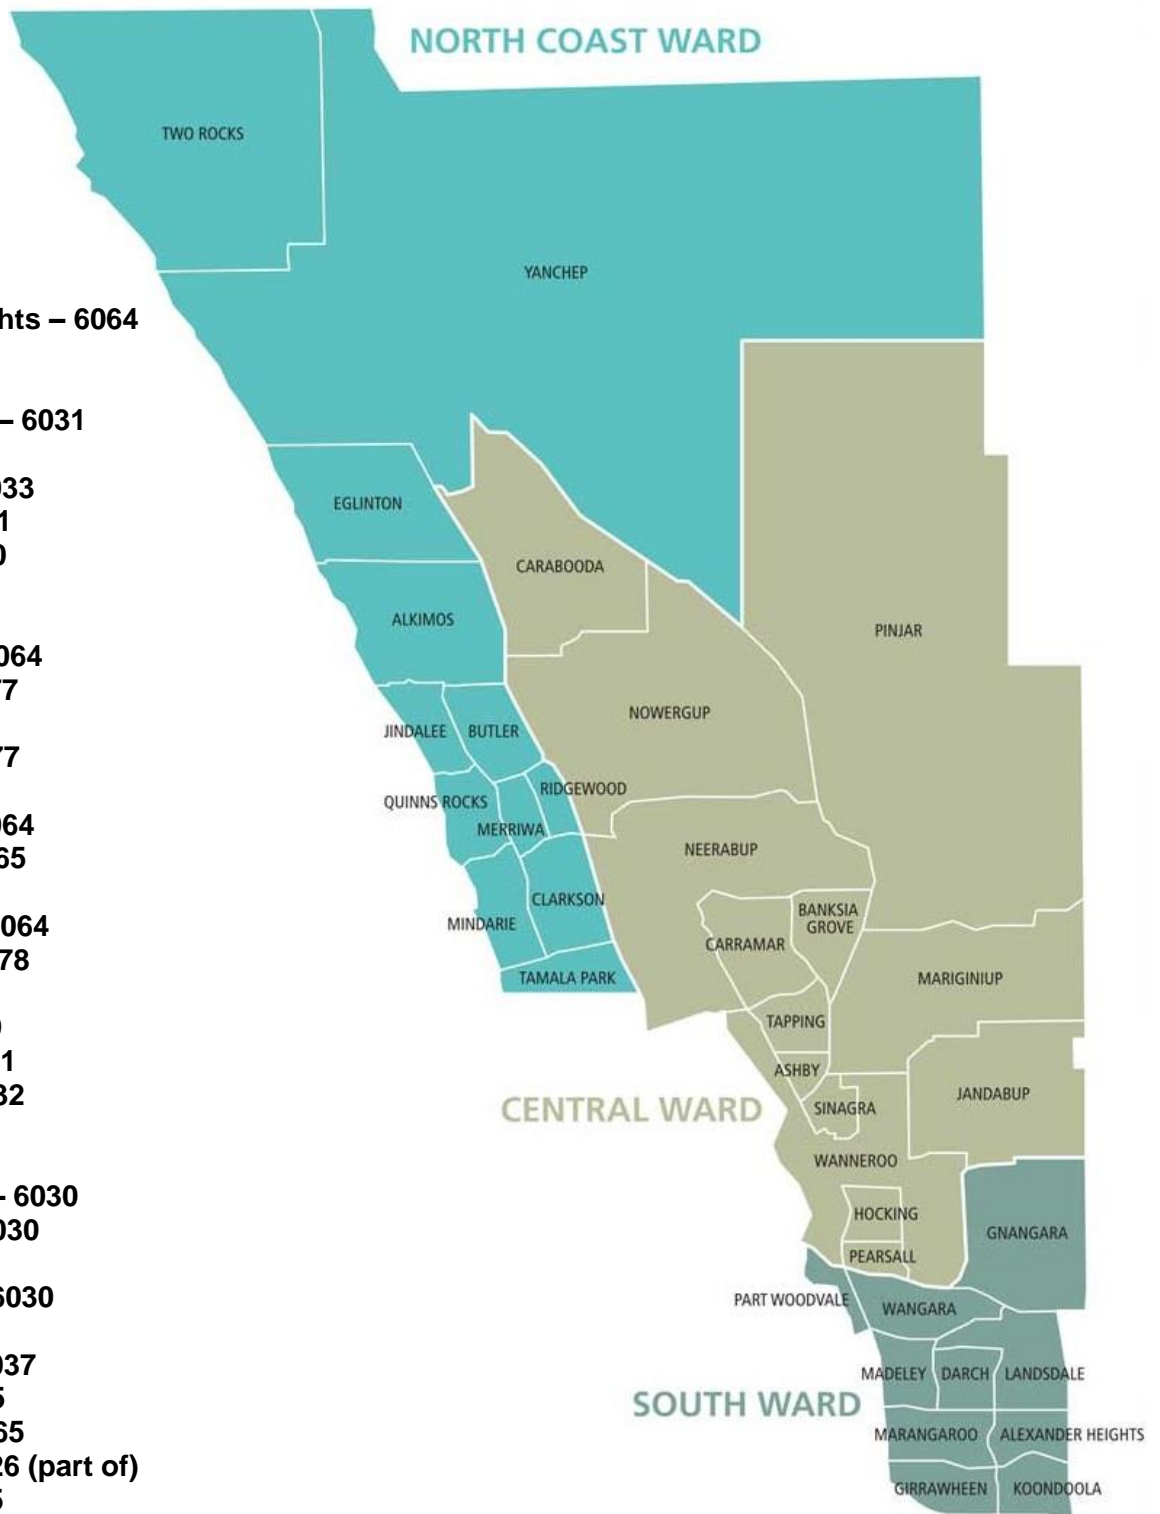 NORTH COAST WARD
TWO ROCKS
YANCHEP
EGLINTON
CARABOODA
ALKIMOS
PINJAR
NOWERGUP
JINDALEE
BUTLER
RIDGEWOOD
QUINNS ROCKS
MERRIWA
NEERABUP
CLARKSON
MINDARIE
BANKSIA
GROVE
CARRAMAR
TAMALA PARK
MARIGINIUP
TAPPING
ASHBY
JANDABUP
SINAGRA
CENTRAL WARD
WANNEROO
HOCKING
GNANGARA
PEARSALL
PART WOODVALE
WANGARA
MADELEY
DARCH
LANDSDALE
SOUTH WARD
MARANGAROO
ALEXANDER HEIGHTS
GIRRAWHEEN
KOONDOOLA
hts – 6064
– 6031
033
1
0
064
77
77
064
65
064
78
0
1
32
- 6030
030
6030
037
5
65
26 (part of)
5